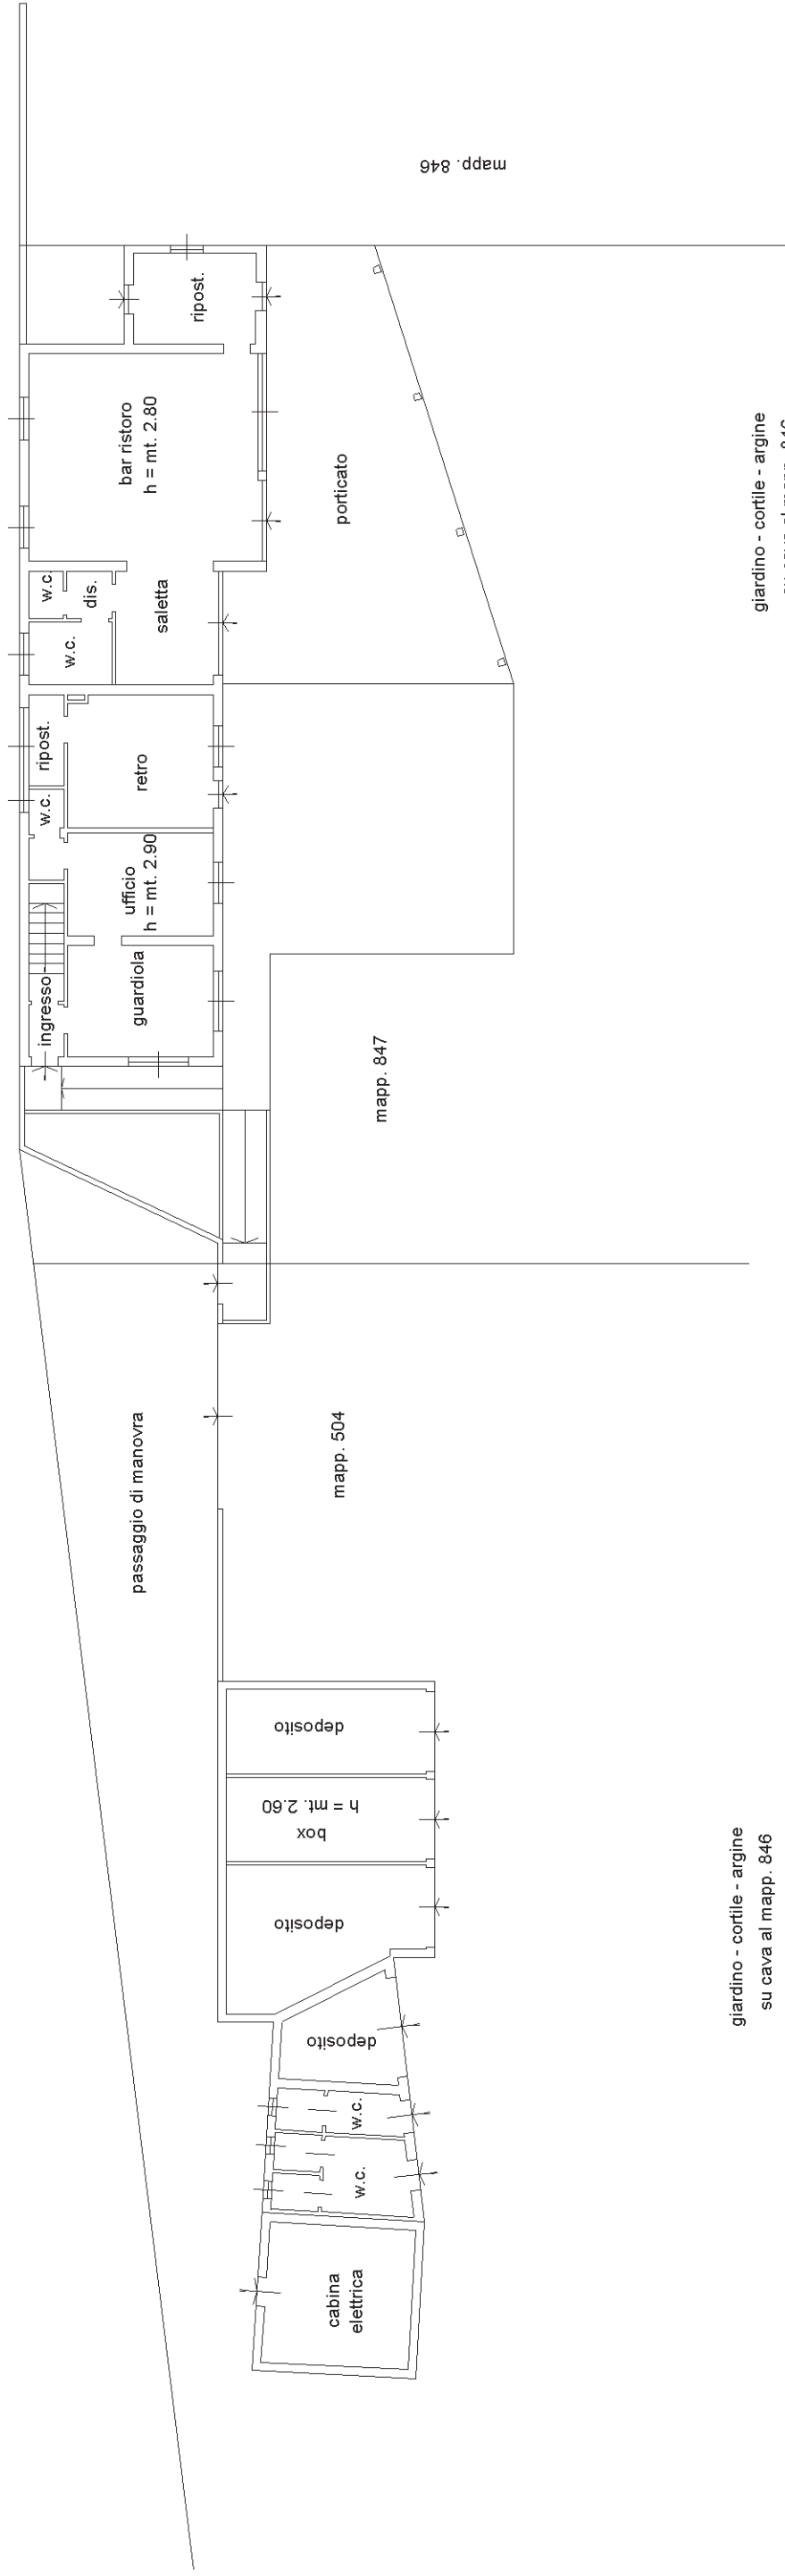 mapp. 846
ripost.
bar ristoro
h = mt. 2.80
porticato
giardino - cortile - argine
w.c.
dis.
saletta
w.c.
ripost.
retro
w.c.
ufficio
h = mt. 2.90
ingresso
guardiola
mapp. 847
passaggio di manovra
mapp. 504
deposito
h = mt. 2.60
box
deposito
giardino - cortile - argine
su cava al mapp. 846
deposito
w.c.
w.c.
cabina
elettrica